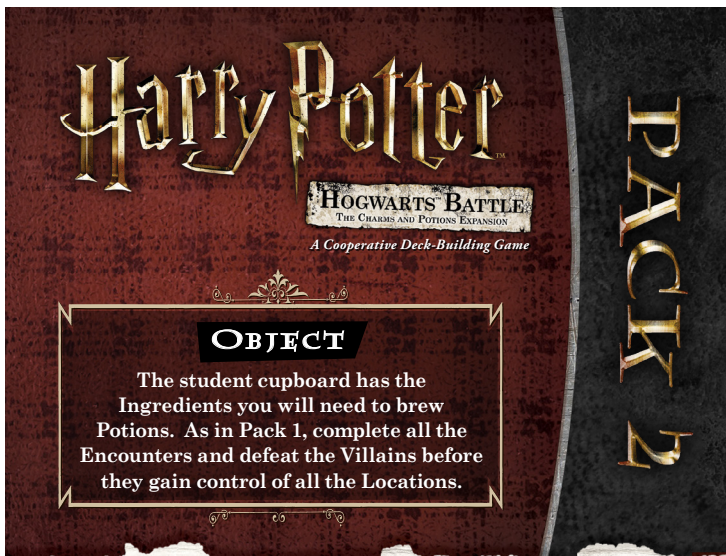 Harry Potter™
HOGWARTS™ BATTLE
THE CHARMS AND POTIONS EXPANSION
A Cooperative Deck-Building Game
OBJECT
The student cupboard has the
Ingredients you will need to brew
Potions. As in Pack 1, complete all the
Encounters and defeat the Villains before
they gain control of all the Locations.
PACK 2